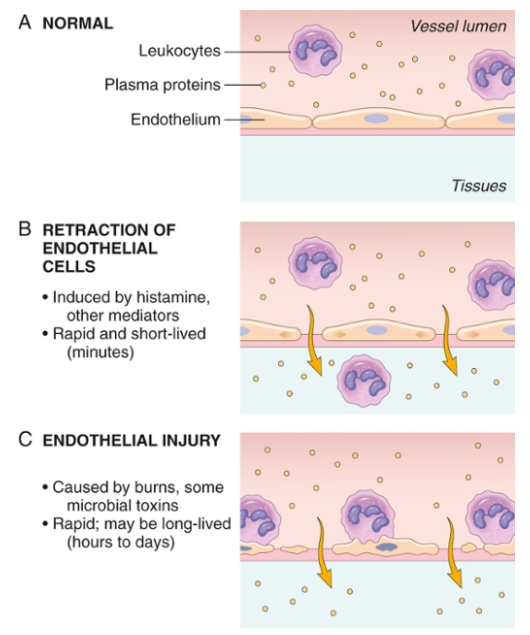 A NORMAL
Vessel lumen
Leukocytes
Plasma proteins
Endothelium
Tissues
B RETRACTION OF
ENDOTHELIAL
CELLS
• Induced by histamine,
other mediators
• Rapid and short-lived
(minutes)
C ENDOTHELIAL INJURY
• Caused by burns, some
microbial toxins
• Rapid; may be long-lived
(hours to days)